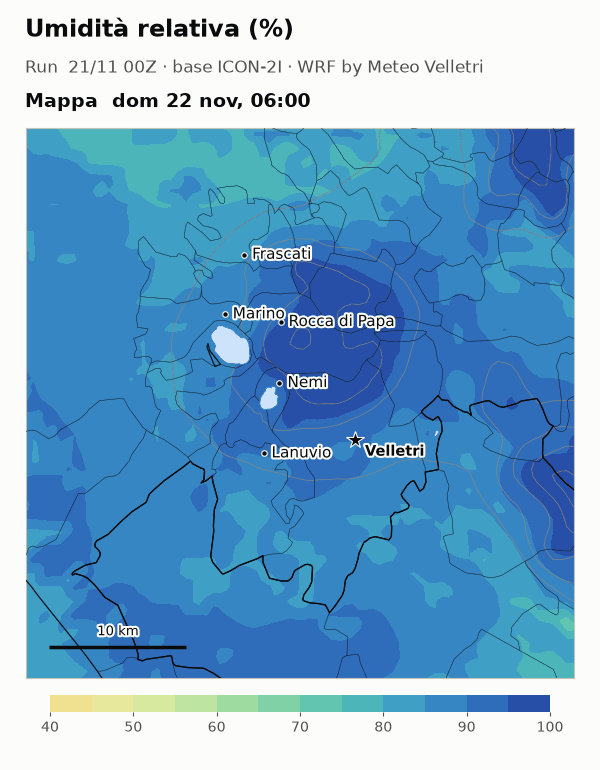 Umidità relativa (%)
Run 21/11 00Z · base ICON-2I · WRF by Meteo Velletri
Mappa dom 22 nov, 06:00
Frascati
Marino
Rocca di Papa
Nemi
Velletri
Lanuvio
10 km
40 50 60 70 80 90 100